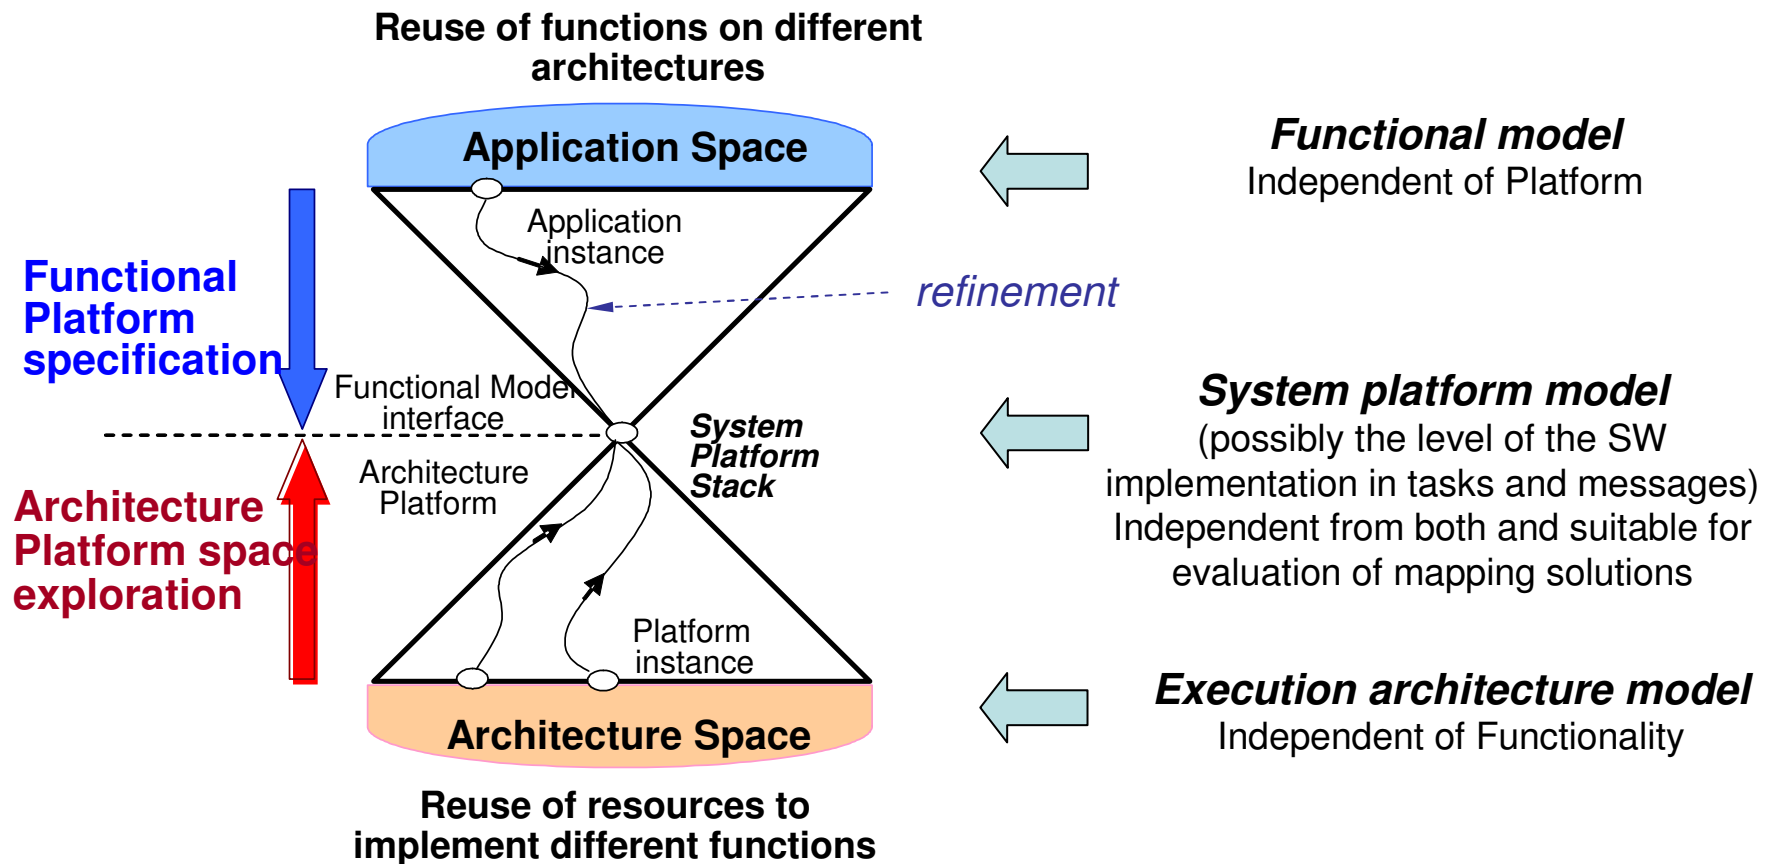 Reuse of functions on different
architectures
Application Space
Functional model
Independent of Platform
Application
instance
Functional
Platform
specification
refinement
Functional Model
interface
System
Platform
Stack
System platform model
(possibly the level of the SW
implementation in tasks and messages)
Independent from both and suitable for
evaluation of mapping solutions
Architecture
Platform
Architecture
Platform space
exploration
Platform
instance
Execution architecture model
Independent of Functionality
Architecture Space
Reuse of resources to
implement different functions